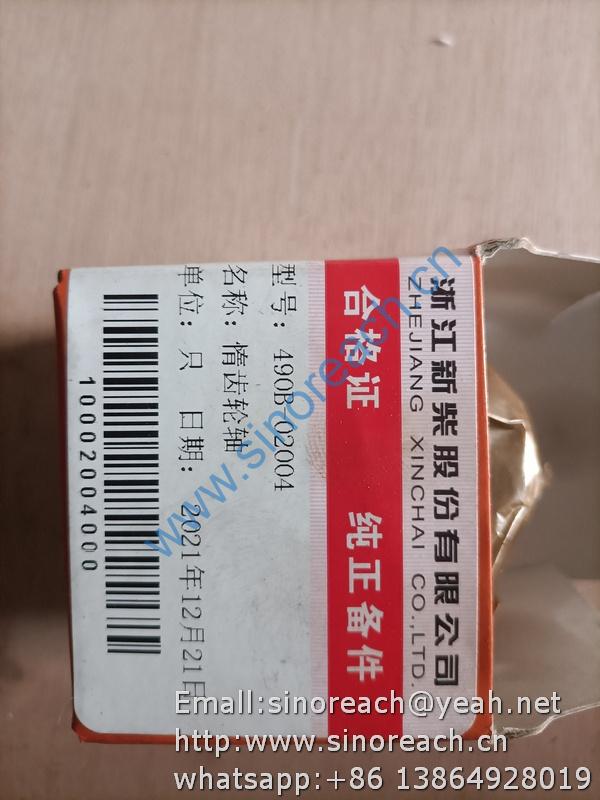 浙江新柴股份有限公司
ZHEJIANG XINCHAI CO.,LTD.
合格证 纯正备件
型号: 490B-02004
名称: 惰齿轮轴
单位: 只 日期: 2021年12月21日
10002004000
www.sinoreach.cn
Email:sinoreach@yeah.net
http:www.sinoreach.cn
whatsapp:+86 13864928019